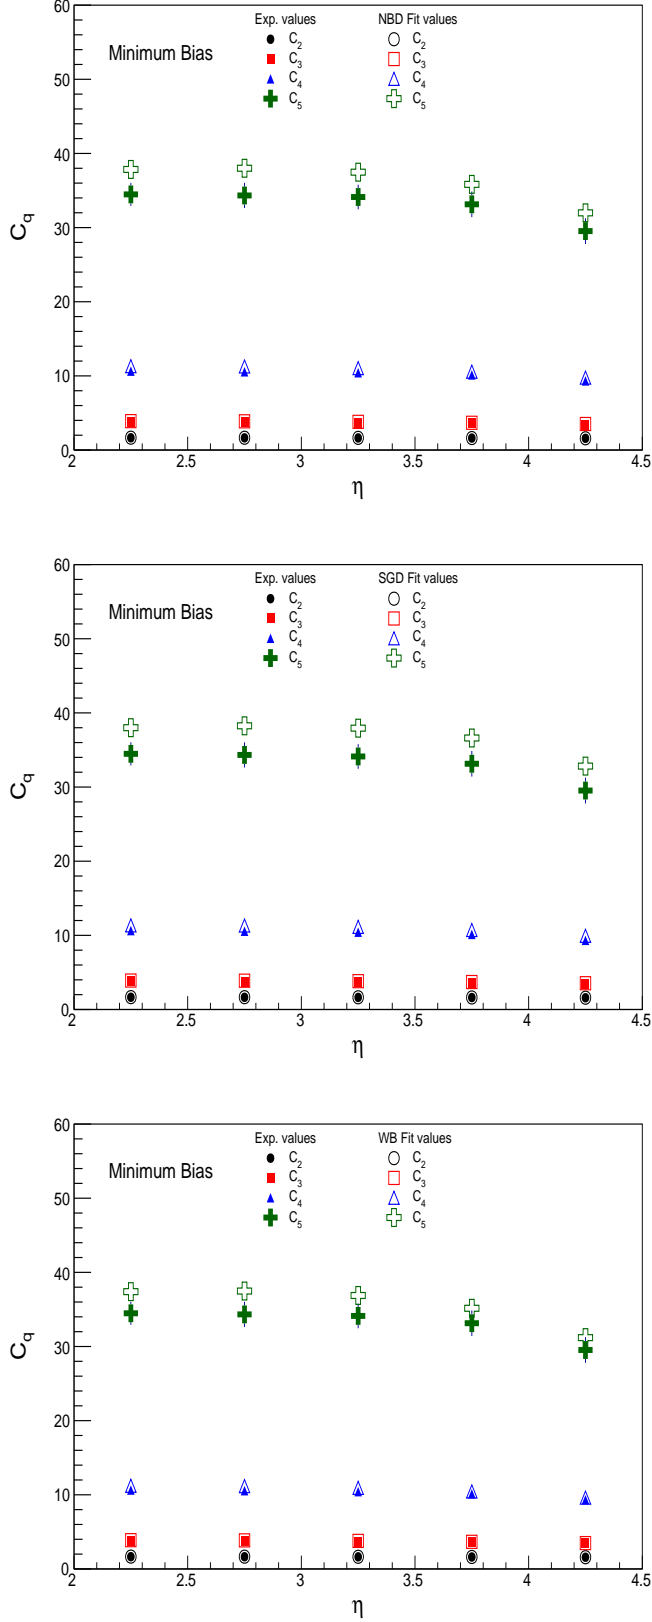 60
Exp. values NBD Fit values
C2 C2
Minimum Bias C3 C3
50
C4 C4
C5 C5
40
30
Cq
20
10
0
2 2.5 3 3.5 4 4.5
η
60
Exp. values SGD Fit values
C2 C2
Minimum Bias C3 C3
50
C4 C4
C5 C5
40
30
Cq
20
10
0
2 2.5 3 3.5 4 4.5
η
60
Exp. values WB Fit values
C2 C2
Minimum Bias C3 C3
50
C4 C4
C5 C5
40
30
Cq
20
10
0
2 2.5 3 3.5 4 4.5
η